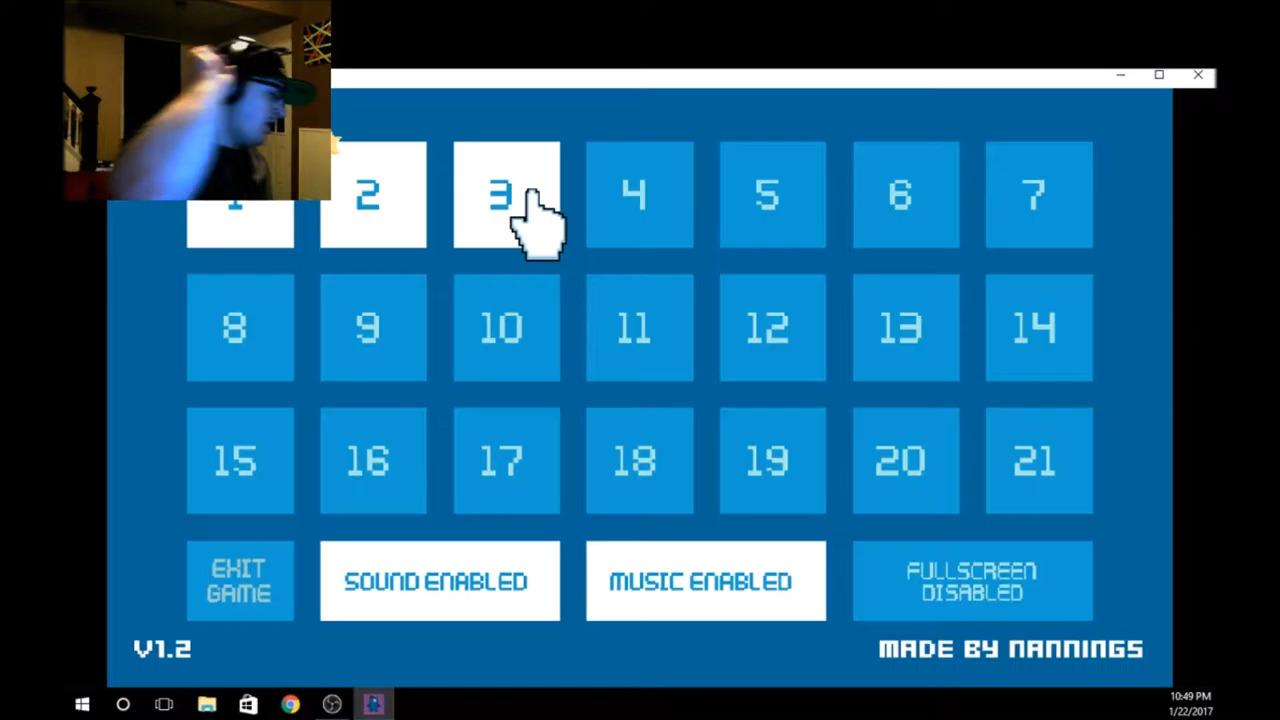 1 2 3 4 5 6 7
8 9 10 11 12 13 14
15 16 17 18 19 20 21
EXIT
GAME
SOUND ENABLED
MUSIC ENABLED
FULLSCREEN
DISABLED
V1.2
MADE BY NANNINGS
10:49 PM
1/22/2017